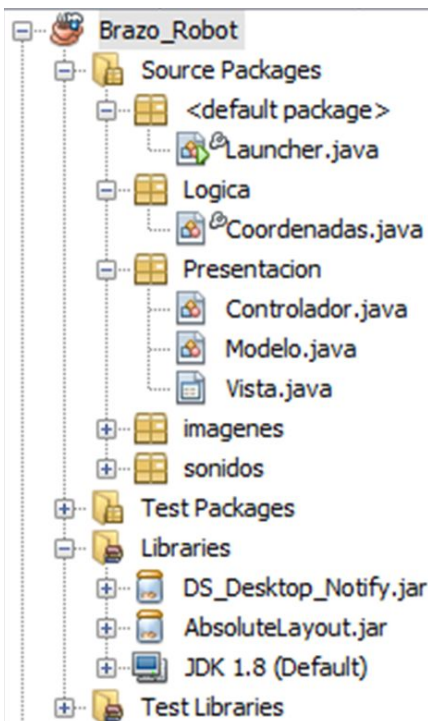 Brazo_Robot
Source Packages
<default package>
Launcher.java
Logica
Coordenadas.java
Presentacion
Controlador.java
Modelo.java
Vista.java
imagenes
sonidos
Test Packages
Libraries
DS_Desktop_Notify.jar
AbsoluteLayout.jar
JDK 1.8 (Default)
Test Libraries